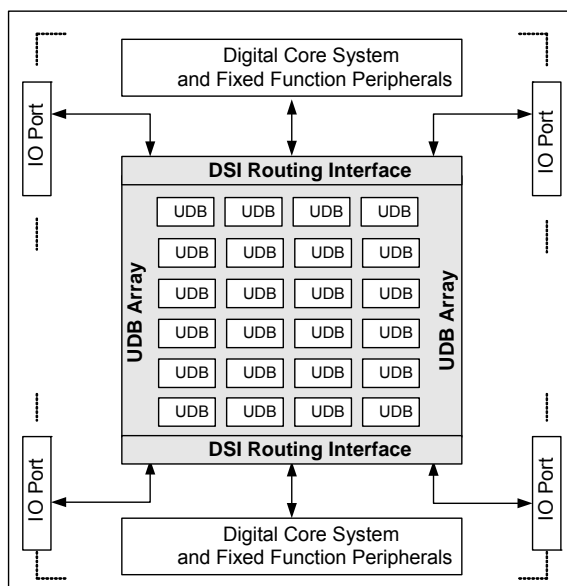 Digital Core System
and Fixed Function Peripherals
IO Port
IO Port
DSI Routing Interface
UDB UDB UDB UDB
UDB UDB UDB UDB
UDB Array
UDB Array
UDB UDB UDB UDB
UDB UDB UDB UDB
UDB UDB UDB UDB
UDB UDB UDB UDB
DSI Routing Interface
IO Port
IO Port
Digital Core System
and Fixed Function Peripherals